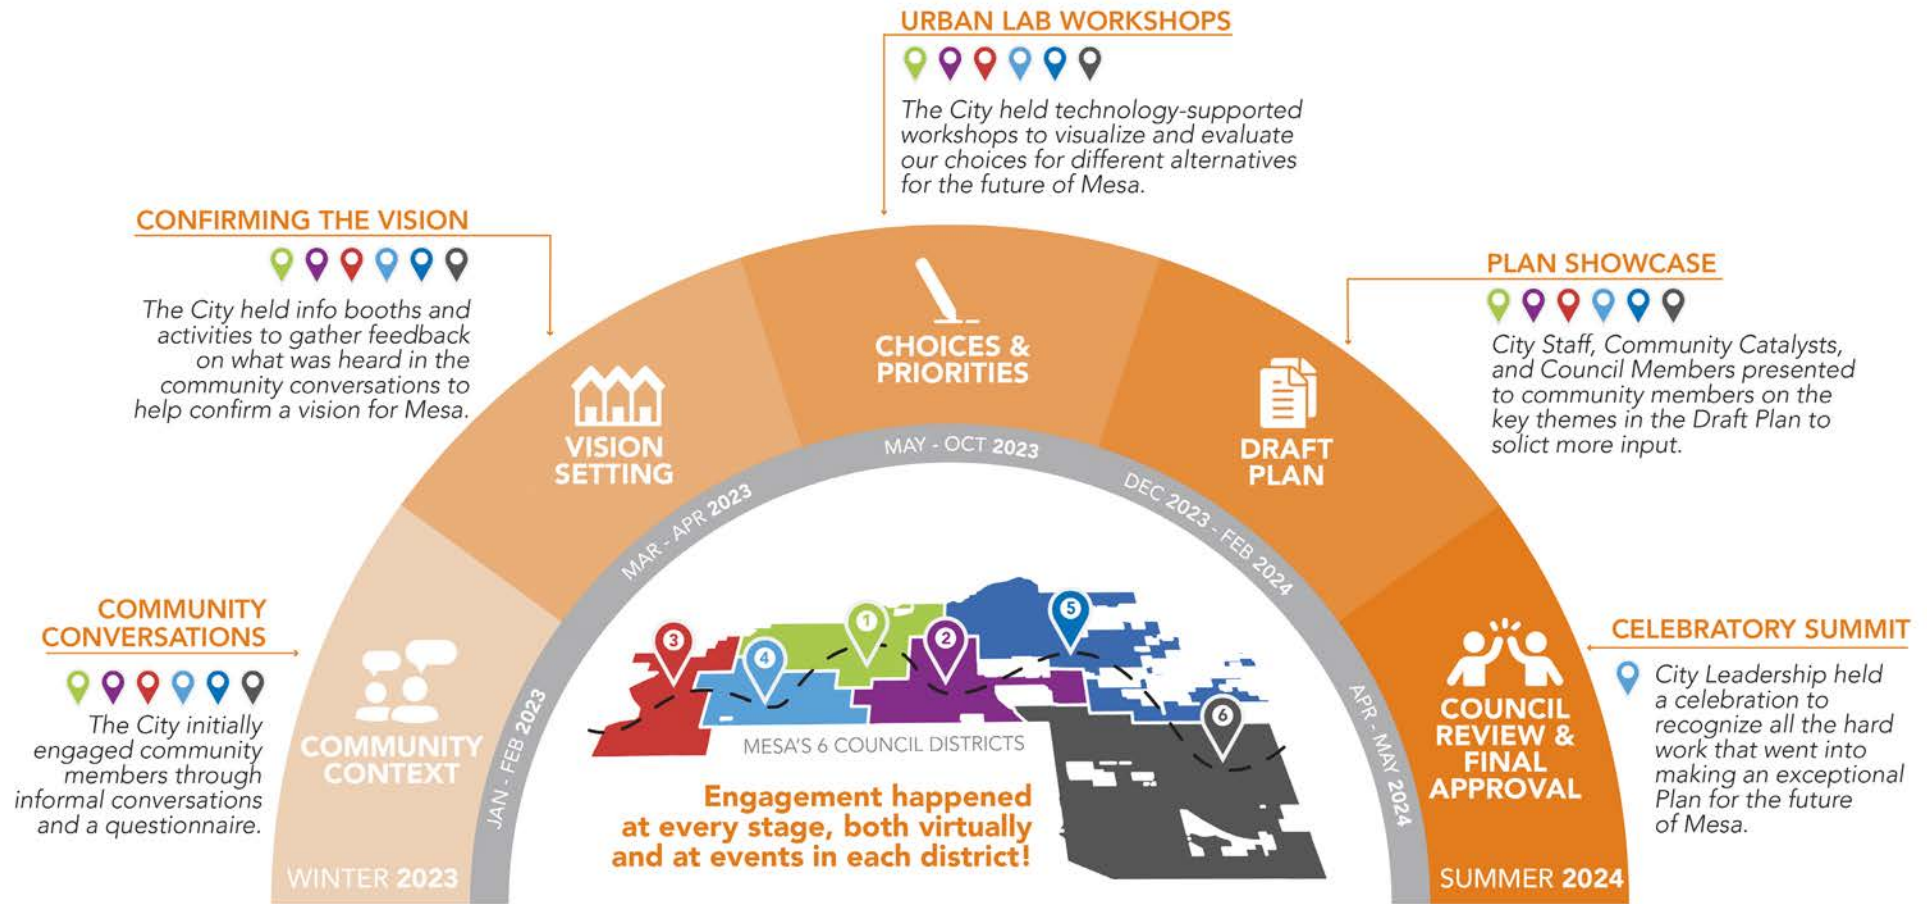 URBAN LAB WORKSHOPS
The City held technology-supported
workshops to visualize and evaluate
our choices for different alternatives
for the future of Mesa.
CONFIRMING THE VISION
The City held info booths and
activities to gather feedback
on what was heard in the
community conversations to
help confirm a vision for Mesa.
PLAN SHOWCASE
City Staff, Community Catalysts,
and Council Members presented
to community members on the
key themes in the Draft Plan to
solict more input.
COMMUNITY
CONVERSATIONS
The City initially
engaged community
members through
informal conversations
and a questionnaire.
CELEBRATORY SUMMIT
City Leadership held
a celebration to
recognize all the hard
work that went into
making an exceptional
Plan for the future
of Mesa.
COMMUNITY
CONTEXT
WINTER 2023
VISION
SETTING
CHOICES &
PRIORITIES
DRAFT
PLAN
COUNCIL
REVIEW &
FINAL
APPROVAL
SUMMER 2024
JAN - FEB 2023
MAR - APR 2023
MAY - OCT 2023
DEC 2023 - FEB 2024
APR - MAY 2024
3
4
1
2
5
6
MESA'S 6 COUNCIL DISTRICTS
Engagement happened
at every stage, both virtually
and at events in each district!